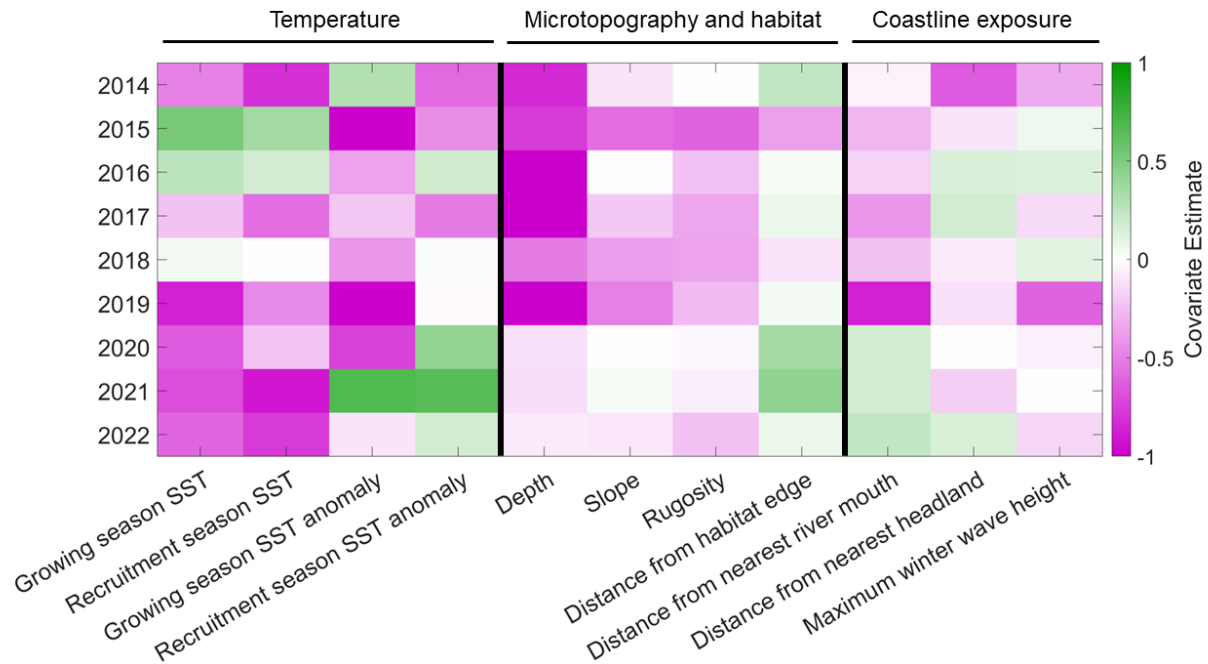 Temperature
Microtopography and habitat
Coastline exposure
2014
2015
2016
2017
2018
2019
2020
2021
2022
Growing season SST
Recruitment season SST
Growing season SST anomaly
Recruitment season SST anomaly
Depth
Slope
Rugosity
Distance from habitat edge
Distance from nearest river mouth
Distance from nearest headland
Maximum winter wave height
1
0.5
0
-0.5
-1
Covariate Estimate